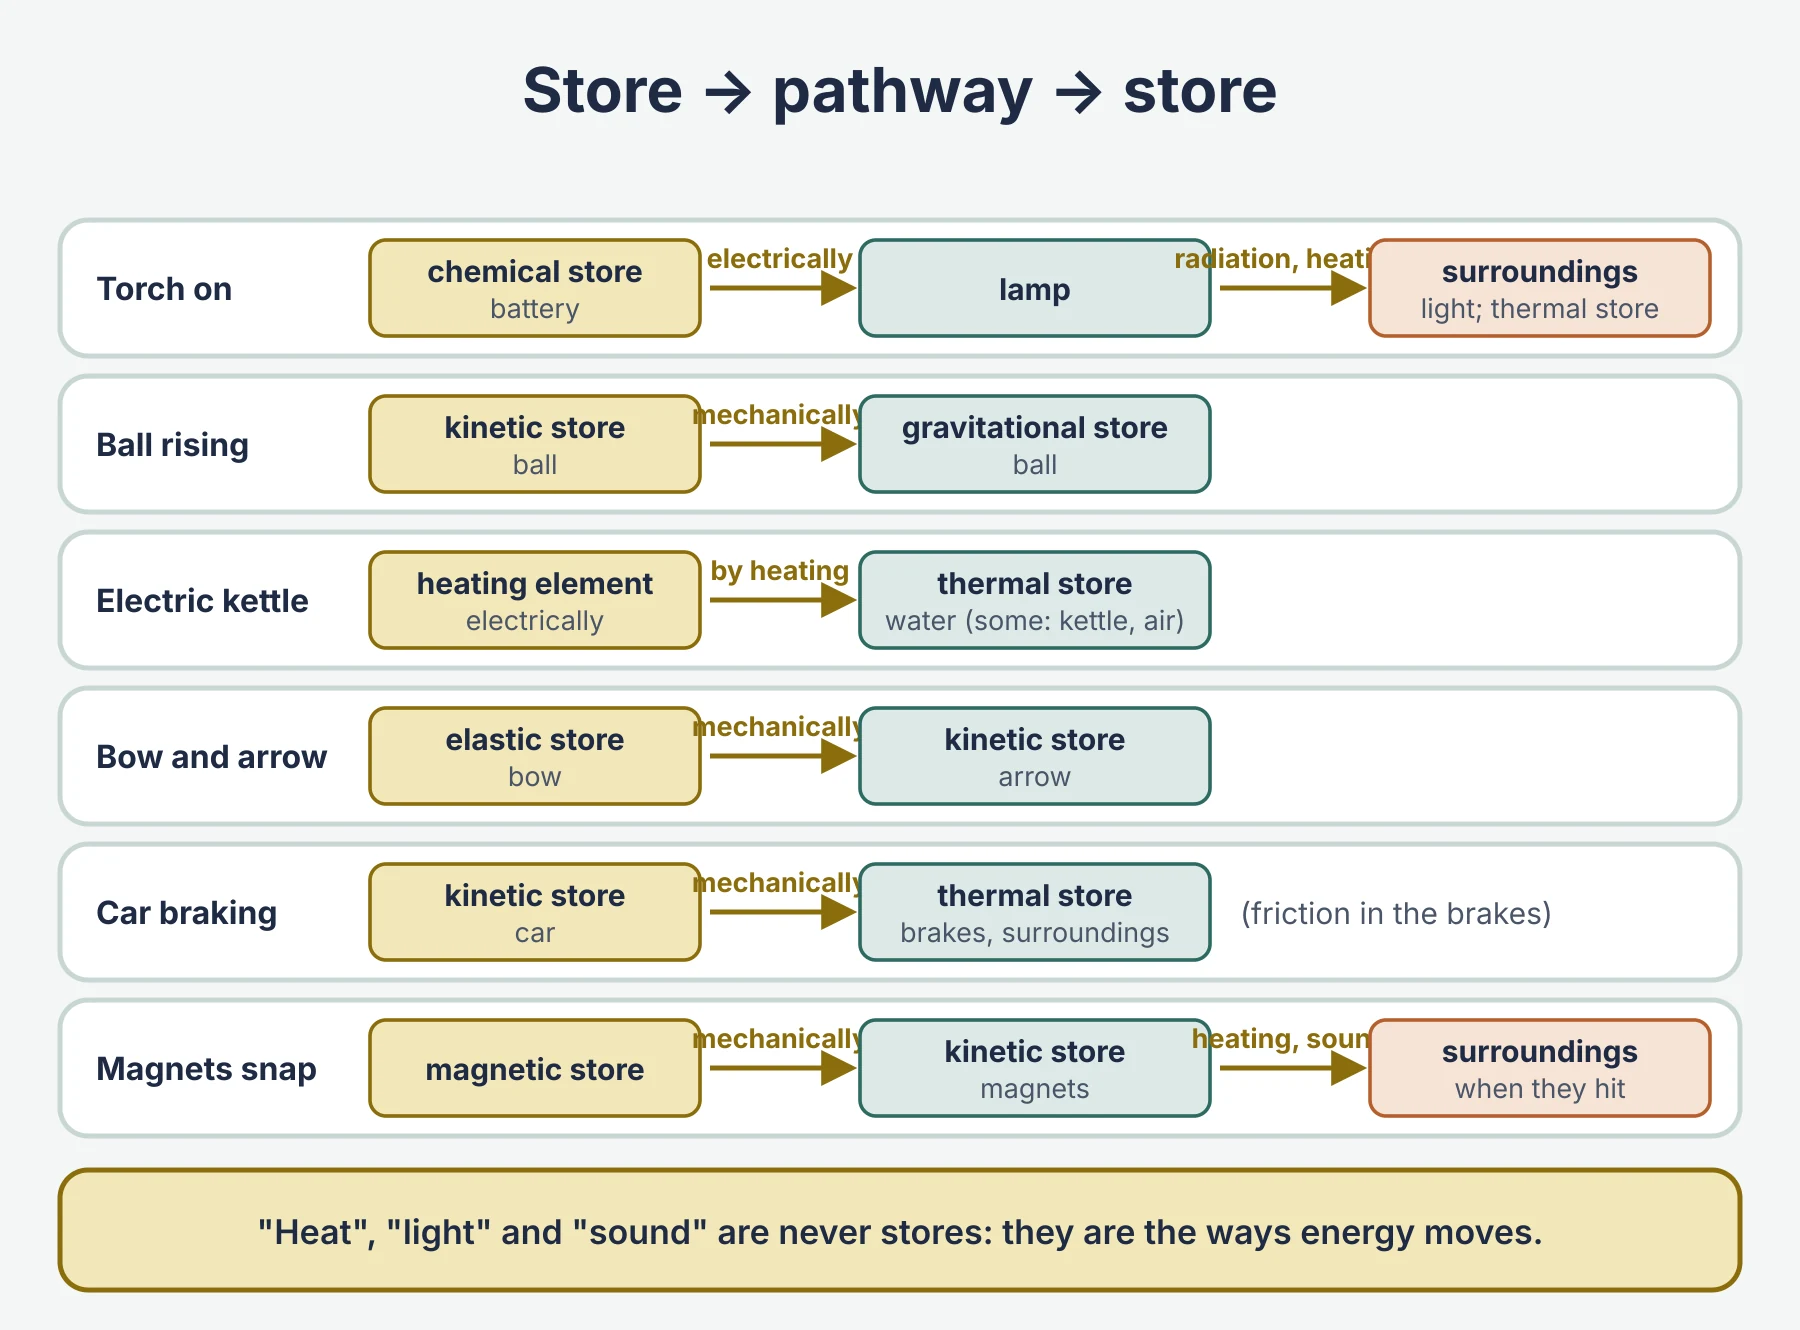 Store → pathway → store
Torch on
chemical store
battery
electrically
lamp
radiation, heati
surroundings
light; thermal store
Ball rising
kinetic store
ball
mechanically
gravitational store
ball
Electric kettle
heating element
electrically
by heating
thermal store
water (some: kettle, air)
Bow and arrow
elastic store
bow
mechanically
kinetic store
arrow
Car braking
kinetic store
car
mechanically
thermal store
brakes, surroundings
(friction in the brakes)
Magnets snap
magnetic store
mechanically
kinetic store
magnets
heating, soun
surroundings
when they hit
"Heat", "light" and "sound" are never stores: they are the ways energy moves.